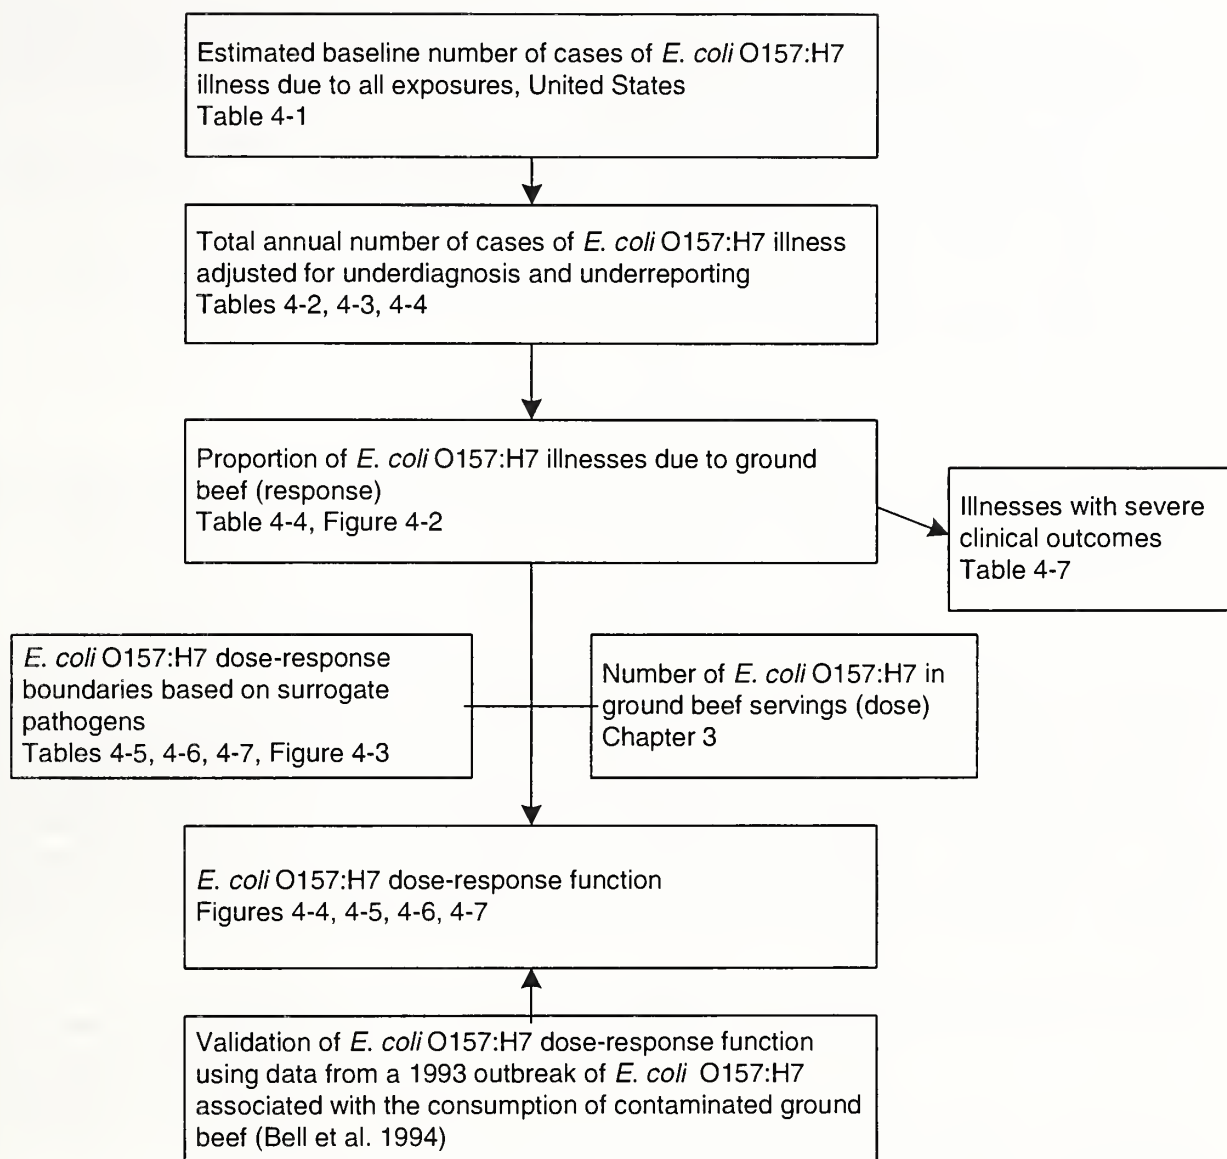 Estimated baseline number of cases of E. coli O157:H7
illness due to all exposures, United States
Table 4-1
Total annual number of cases of E. coli O157:H7 illness
adjusted for underdiagnosis and underreporting
Tables 4-2, 4-3, 4-4
Proportion of E. coli O157:H7 illnesses due to ground
beef (response)
Table 4-4, Figure 4-2
Illnesses with severe
clinical outcomes
Table 4-7
E. coli O157:H7 dose-response
boundaries based on surrogate
pathogens
Tables 4-5, 4-6, 4-7, Figure 4-3
Number of E. coli O157:H7 in
ground beef servings (dose)
Chapter 3
E. coli O157:H7 dose-response function
Figures 4-4, 4-5, 4-6, 4-7
Validation of E. coli O157:H7 dose-response function
using data from a 1993 outbreak of E. coli O157:H7
associated with the consumption of contaminated ground
beef (Bell et al. 1994)